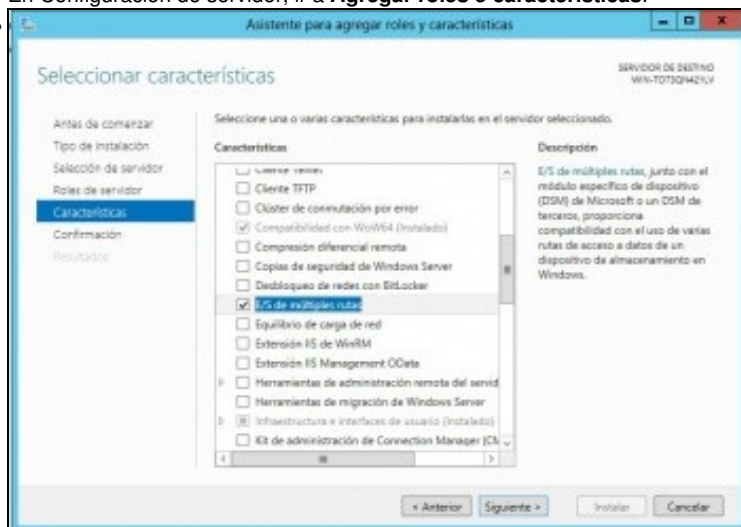 En Configuración de servidor, ir a Agregar roles o características.
Asistente para agregar roles y características
Seleccionar características
SERVIDOR DE DESTINO
Antes de comenzar
Tipo de instalación
Selección de servidor
Roles de servidor
Características
Confirmación
Resultados
Seleccione una o varias características para instalarlas en el servidor seleccionado.
Características
Cliente Telnet
Cliente TFTP
Clúster de conmutación por error
Compatibilidad con WoW64 (Instalado)
Compresión diferencial remota
Copias de seguridad de Windows Server
Desbloqueo de redes con BitLocker
E/S de múltiples rutas
Equilibrio de carga de red
Extensión IIS de WinRM
Extensión IIS Management OData
Herramientas de administración remota del servid
Herramientas de migración de Windows Server
Infraestructura e interfaces de usuario (Instalado)
Kit de administración de Connection Manager (CM
Descripción
E/S de múltiples rutas, junto con el
módulo específico de dispositivo
(DSM) de Microsoft o un DSM de
terceros, proporciona
compatibilidad con el uso de varias
rutas de acceso a datos de un
dispositivo de almacenamiento en
Windows.
< Anterior
Siguiente >
Instalar
Cancelar